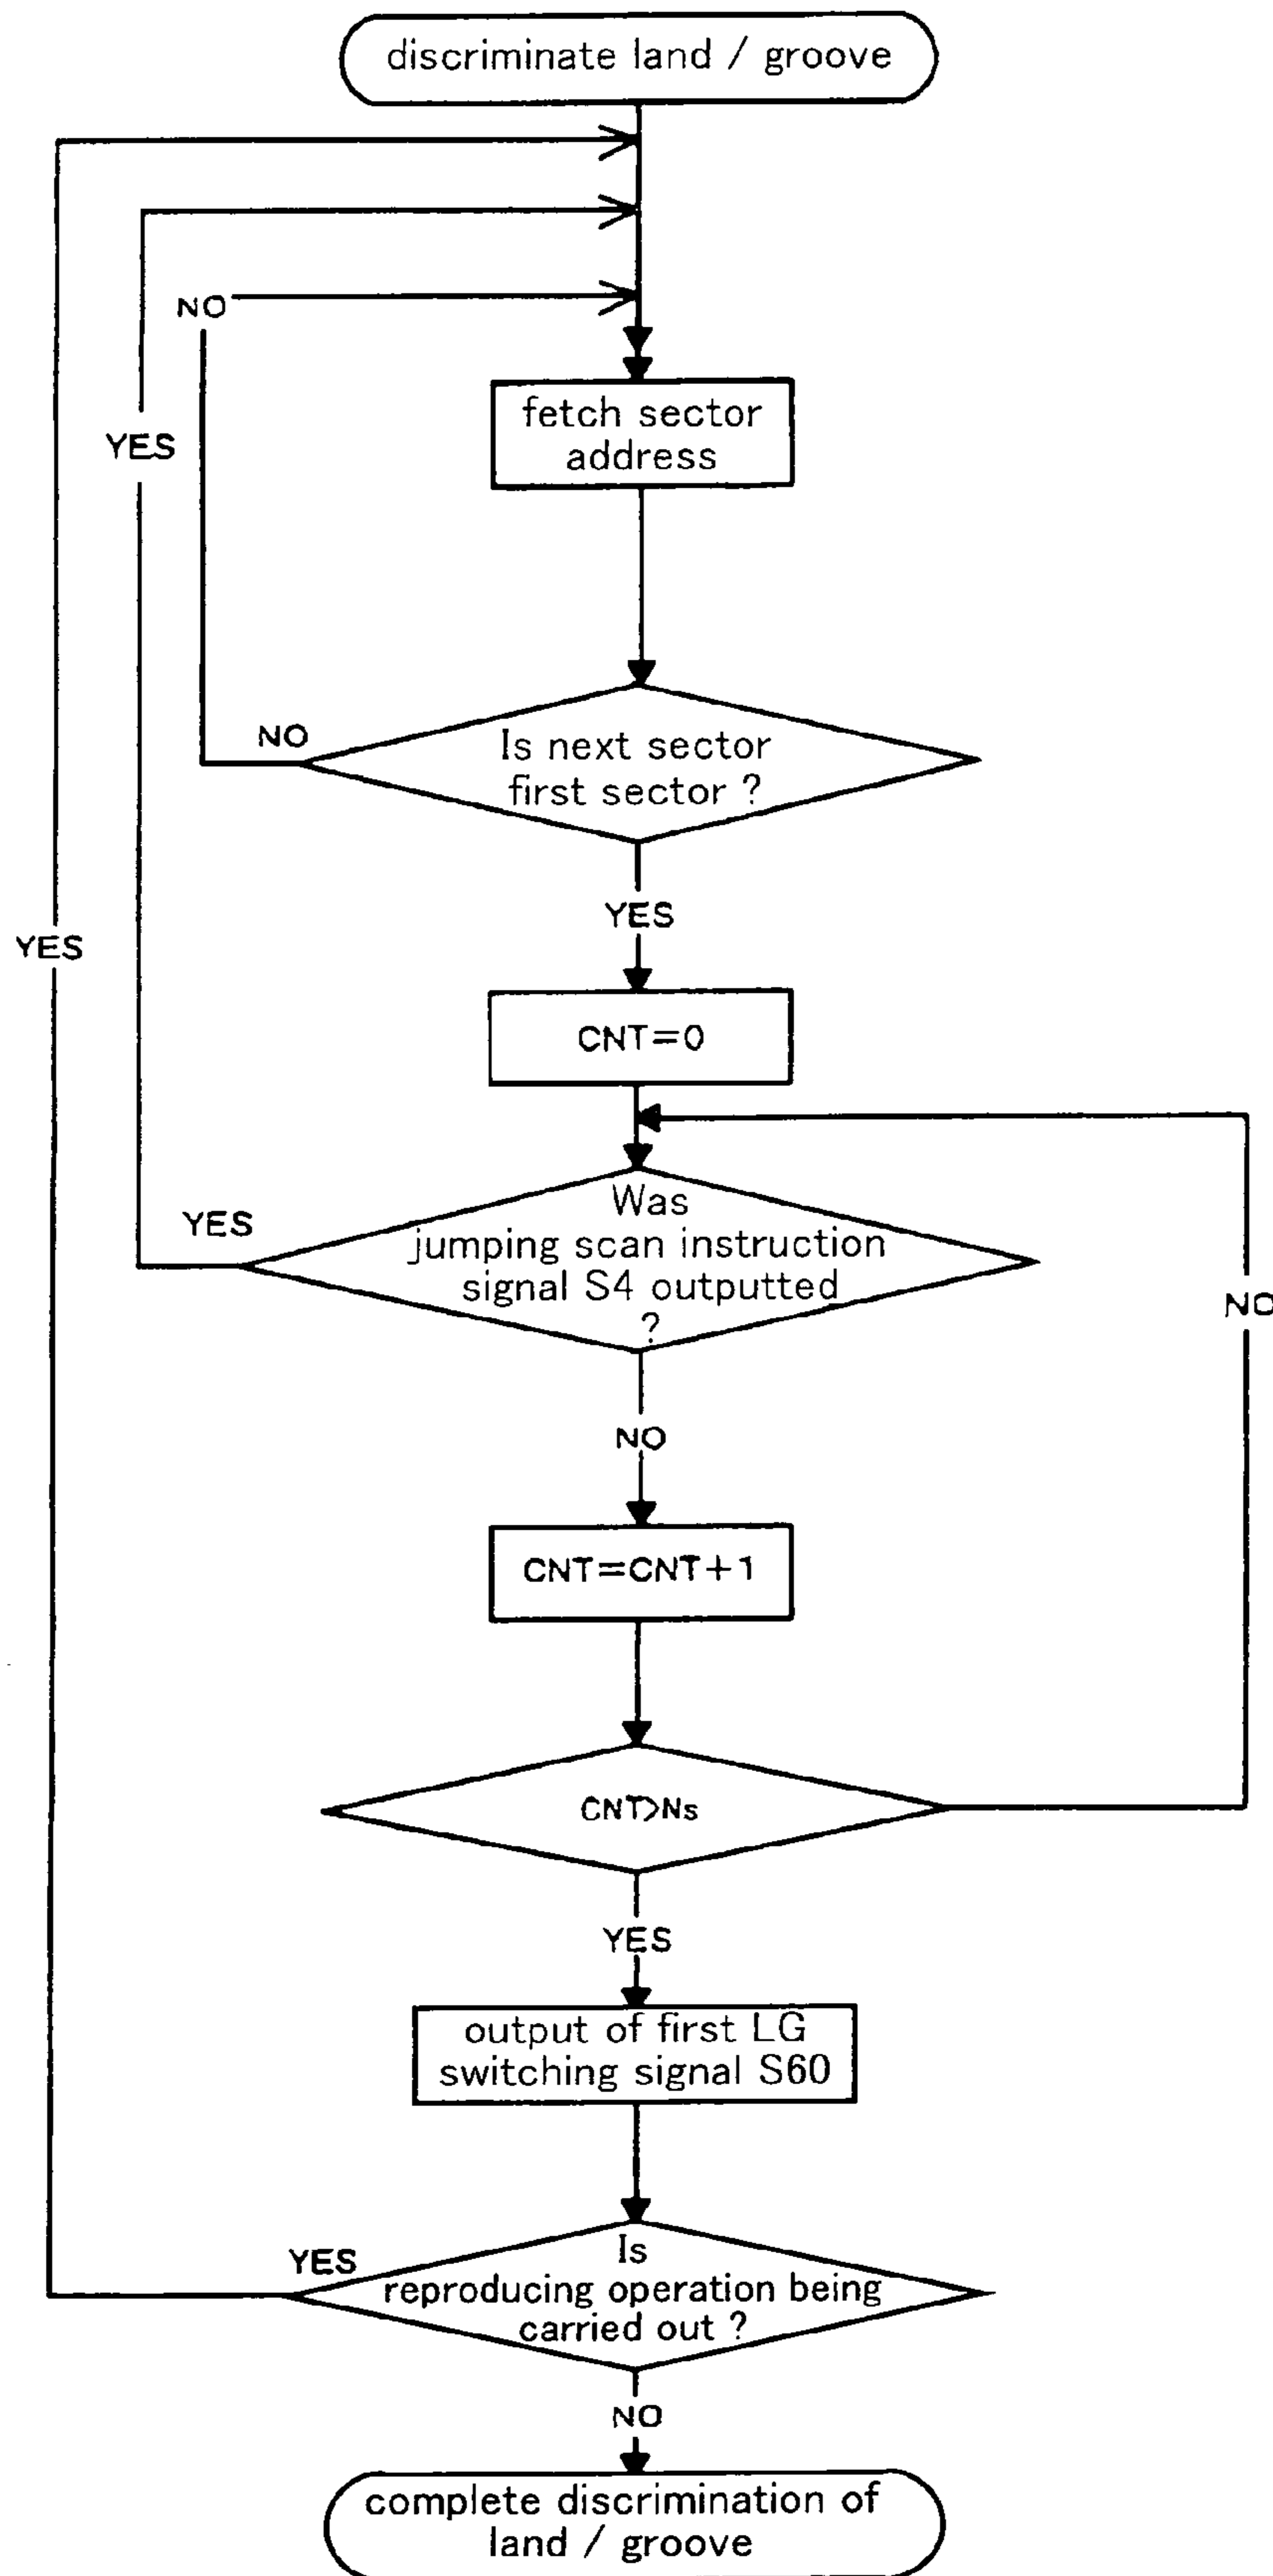 discriminate land / groove
NO
YES
fetch sector
address
NO
Is next sector
first sector ?
YES
YES
CNT=0
YES
Was
jumping scan instruction
signal S4 outputted
?
NO
NO
CNT=CNT+1
CNT>Ns
YES
output of first LG
switching signal S60
YES
Is
reproducing operation being
carried out ?
NO
complete discrimination of
land / groove